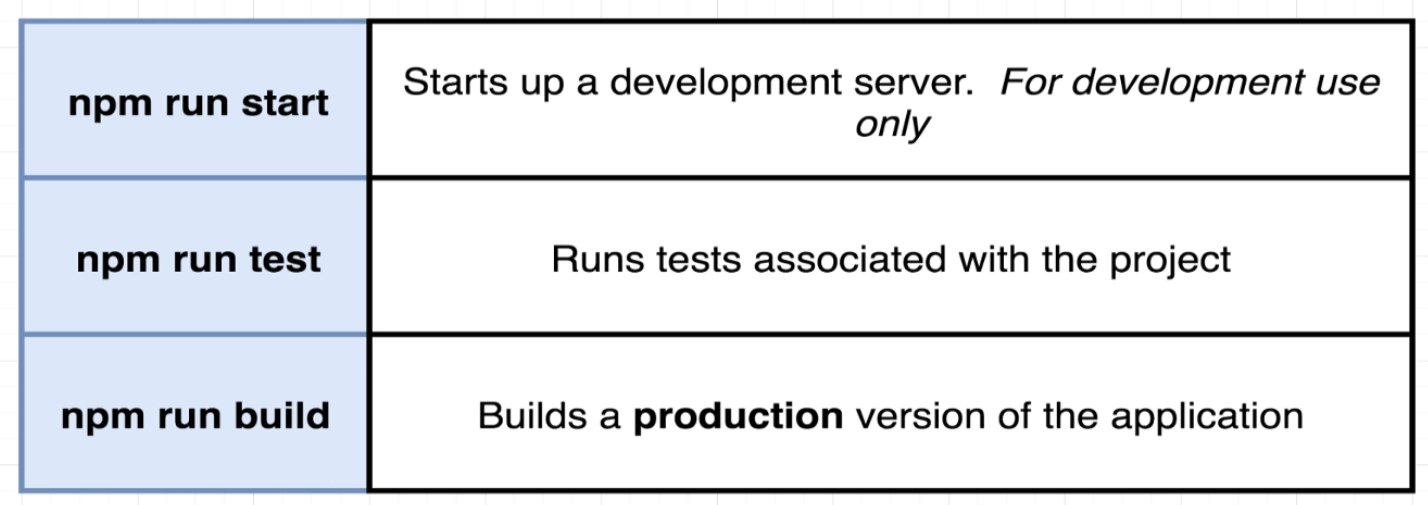 npm run start
Starts up a development server.  For development use
only
npm run test
Runs tests associated with the project
npm run build
Builds a production version of the application